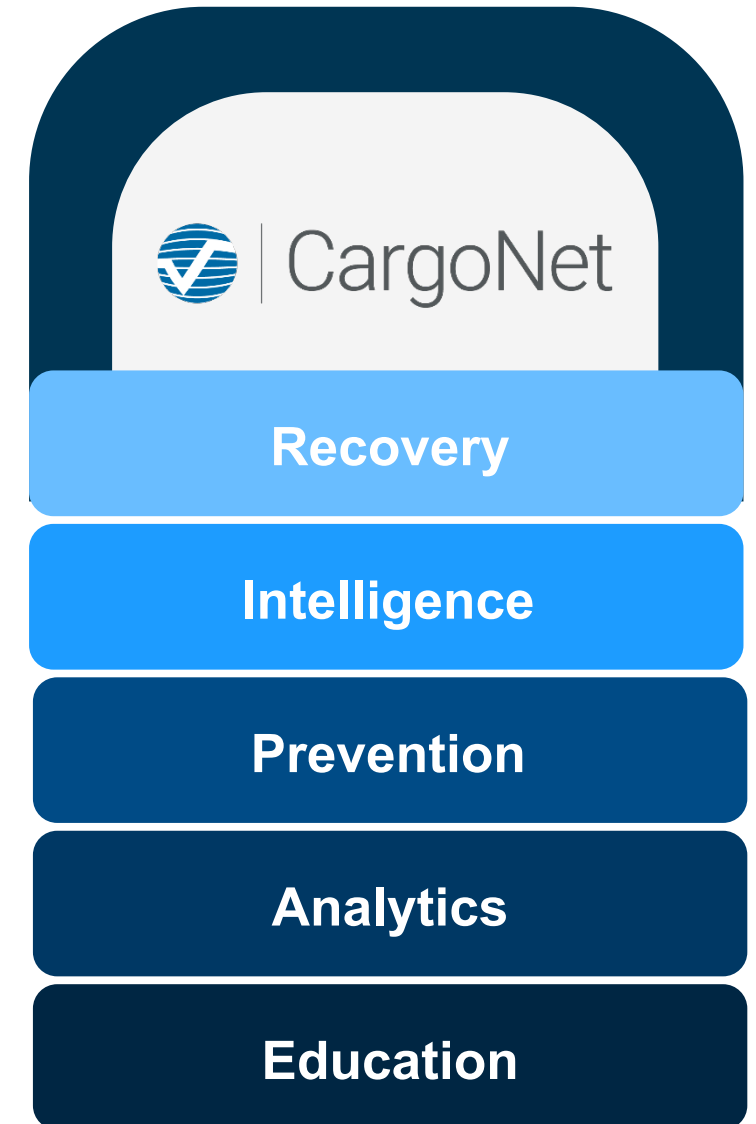 CargoNet
Recovery
Intelligence
Prevention
Analytics
Education